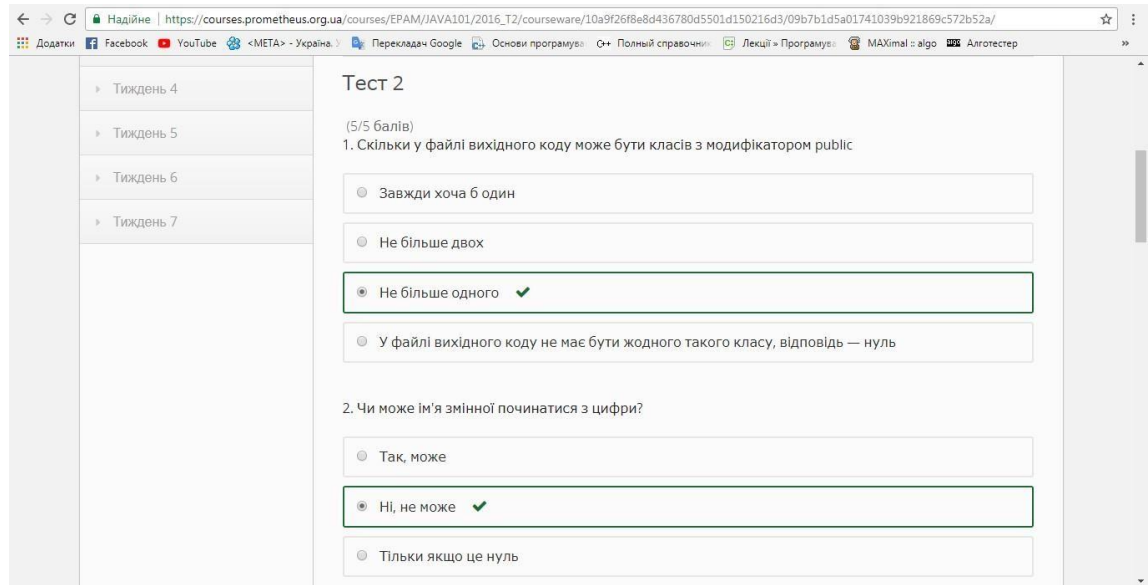 Надійне | https://courses.prometheus.org.ua/courses/EPAM/JAVA101/2016_T2/courseware/10a9f26f8e8d436780d5501d150216d3/09b7b1d5a01741039b921869c572b52a/
Додатки Facebook YouTube <META> - Україна. Перекладач Google Основи програмува C++ Полный справочни Лекції » Програмува MAXimal :: algo Алготестер »
Тиждень 4
Тиждень 5
Тиждень 6
Тиждень 7
Тест 2
(5/5 балів)
1. Скільки у файлі вихідного коду може бути класів з модифікатором public
Завжди хоча б один
Не більше двох
Не більше одного
У файлі вихідного коду не має бути жодного такого класу, відповідь — нуль
2. Чи може ім'я змінної починатися з цифри?
Так, може
Ні, не може
Тільки якщо це нуль